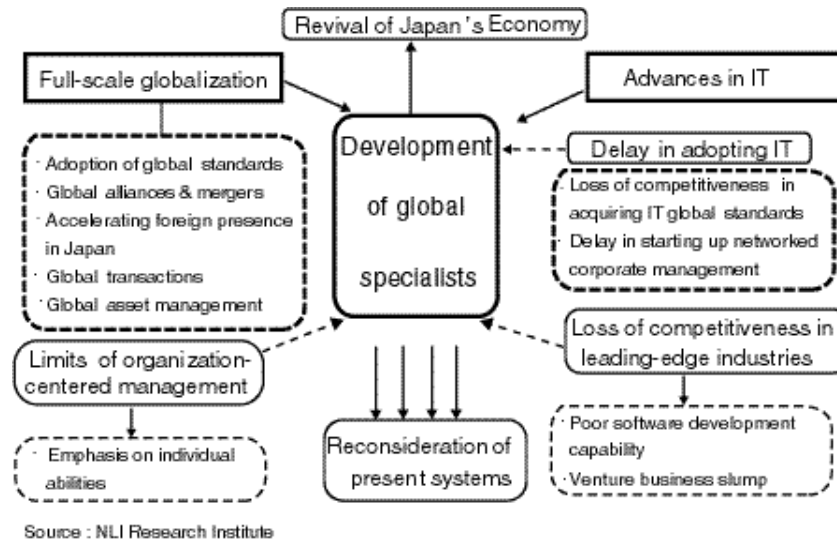 Revival of Japan's Economy
Full-scale globalization
Advances in IT
· Adoption of global standards
· Global alliances & mergers
· Accelerating foreign presence
in Japan
· Global transactions
· Global asset management
Development
of global
specialists
Delay in adopting IT
· Loss of competitiveness in
acquiring IT global standards
· Delay in starting up networked
corporate management
Limits of organization-
centered management
Loss of competitiveness in
leading-edge industries
· Emphasis on individual
abilities
Reconsideration of
present systems
· Poor software development
capability
· Venture business slump
Source : NLI Research Institute